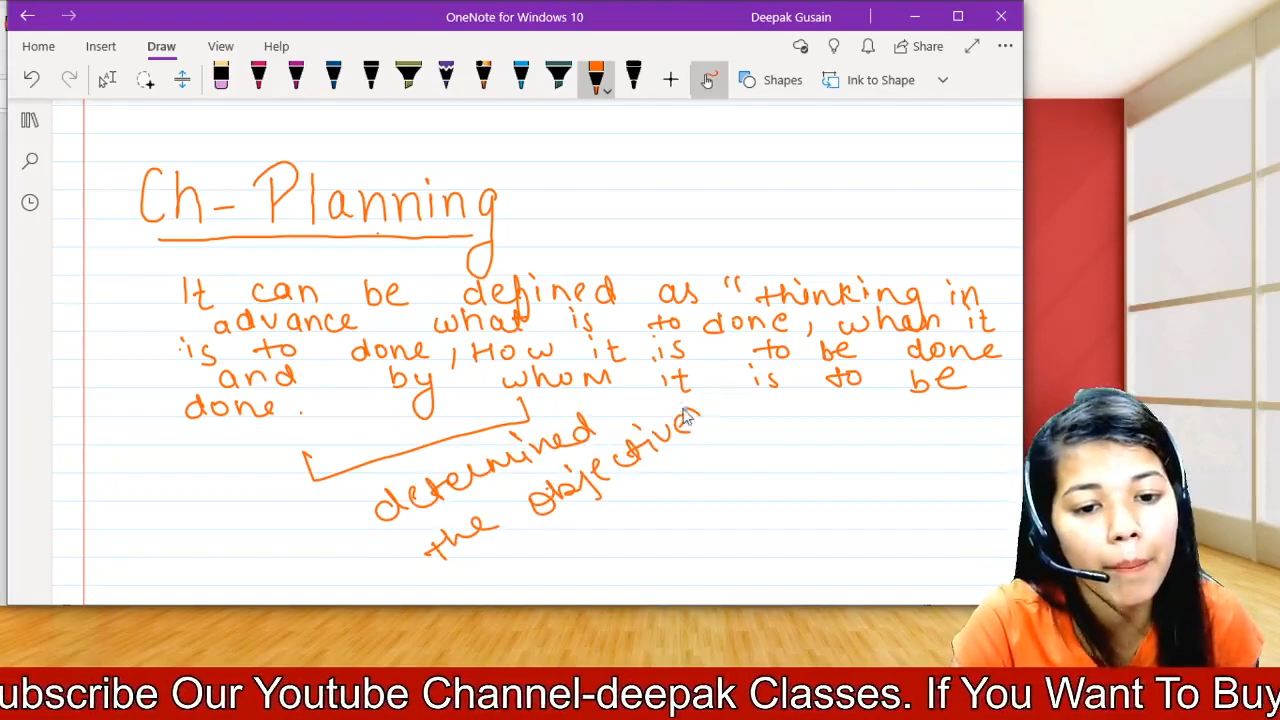 OneNote for Windows 10
Deepak Gusain
Home Insert Draw View Help
Share
Shapes
Ink to Shape
Ch- Planning
It can be defined as "thinking in
advance what is to done, when it
is to done, How it is to be done
and by whom it is to be
done.
determined
the objectives
ubscribe Our Youtube Channel-deepak Classes. If You Want To Buy